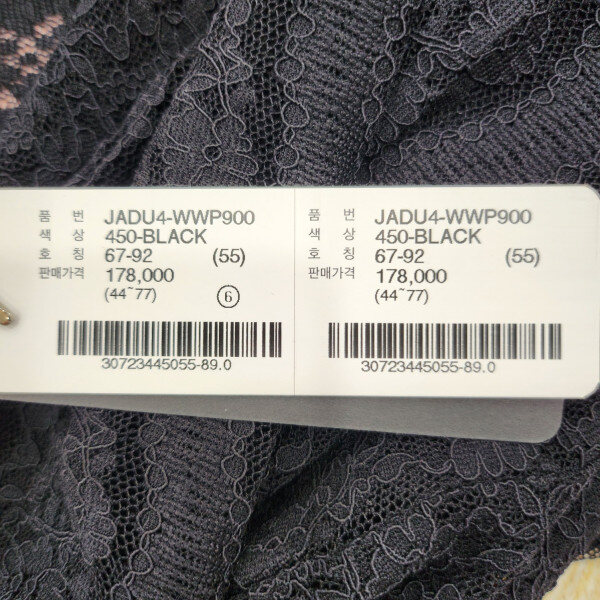 품 번 JADU4-WWP900
색 상 450-BLACK
호 칭 67-92 (55)
판매가격 178,000
(44~77) ⑥
30723445055-89.0
품 번 JADU4-WWP900
색 상 450-BLACK
호 칭 67-92 (55)
판매가격 178,000
(44~77)
30723445055-89.0